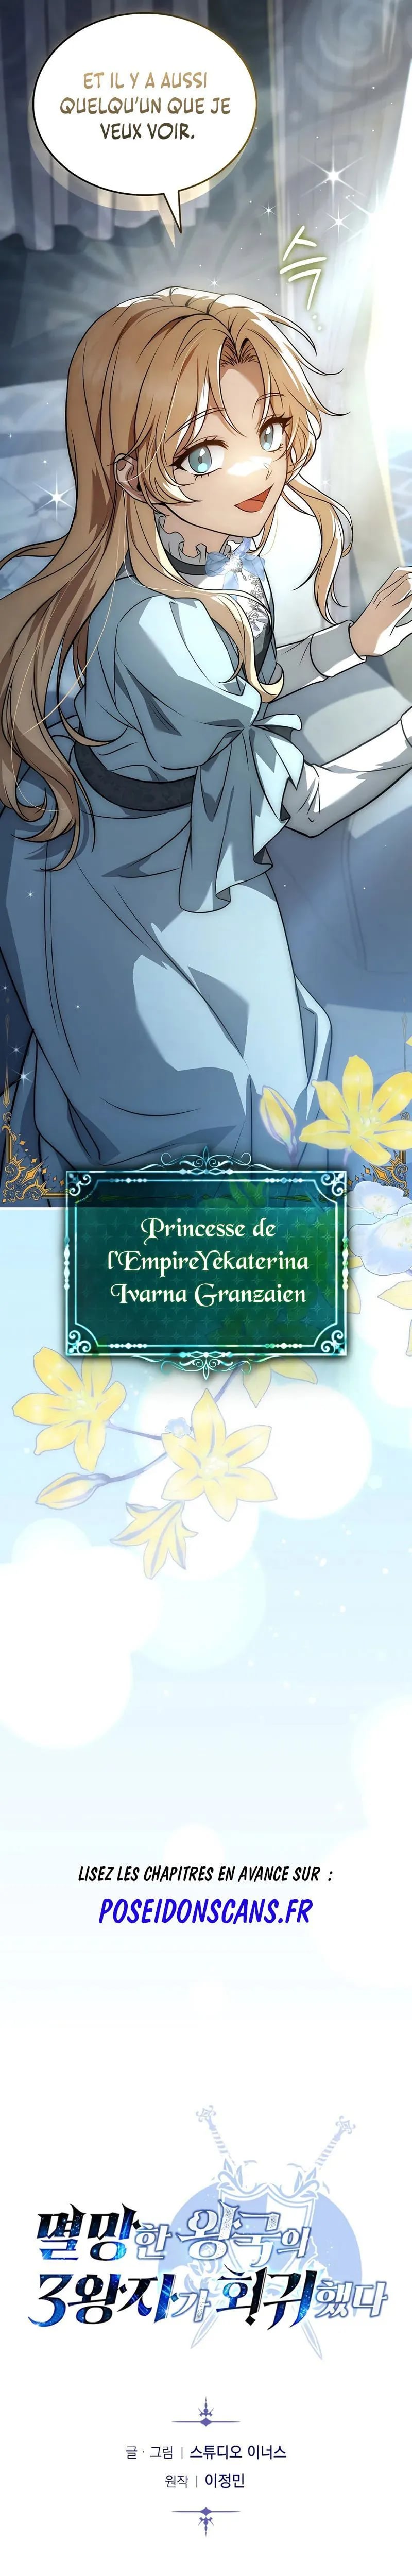 ET IL Y A AUSSI
QUELQU'UN QUE JE
VEUX VOIR.
슥
Princesse de
l'EmpireYekaterina
Ivarna Granzaien
LISEZ LES CHAPITRES EN AVANCE SUR :
POSEIDONSCANS.FR
멸망한 왕국의
3왕자가 회귀했다
글 · 그림 | 스튜디오 이너스
원작 | 이정민